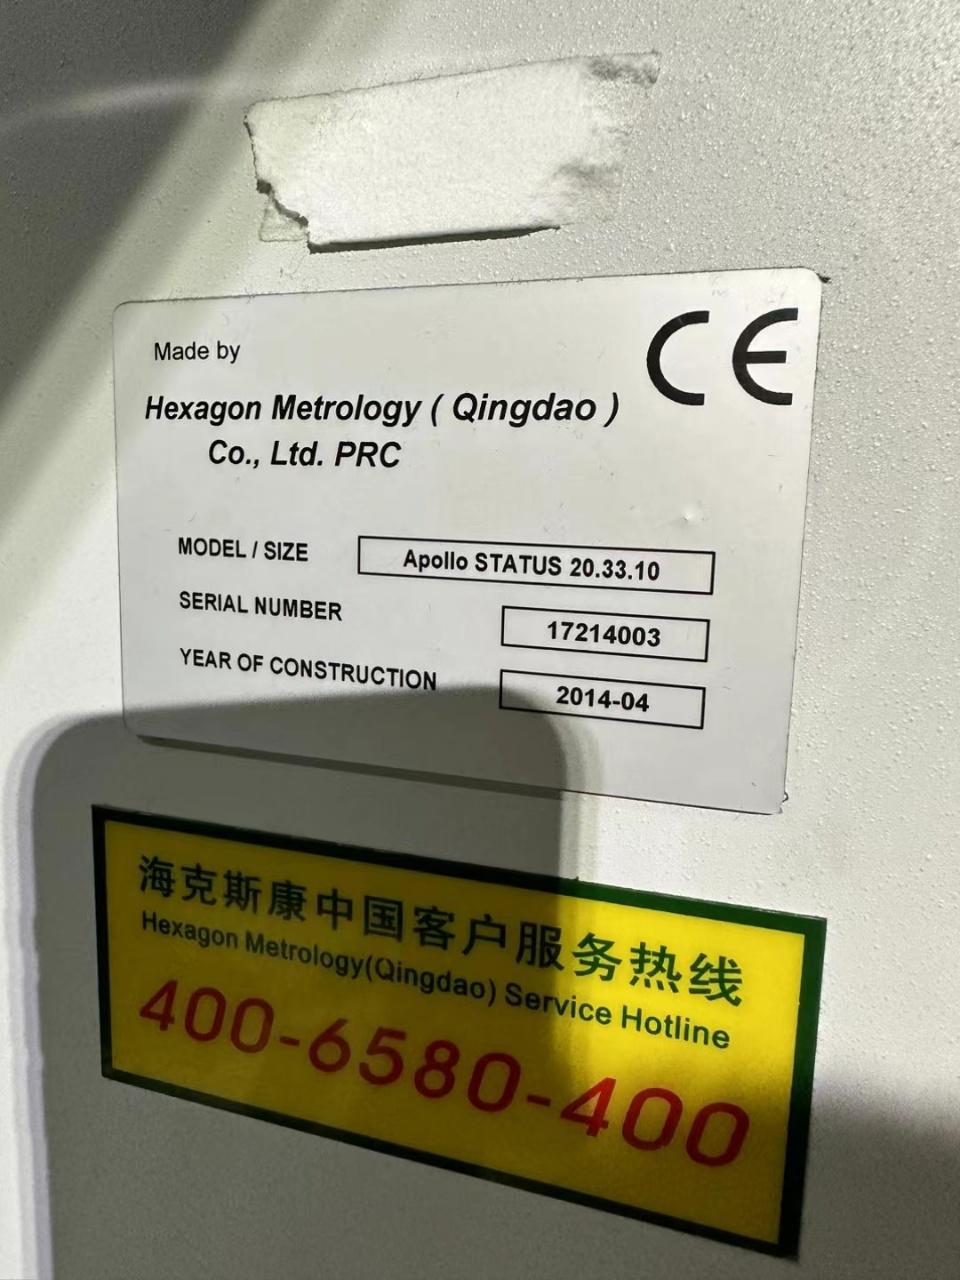 CE
Made by
Hexagon Metrology ( Qingdao )
Co., Ltd. PRC
MODEL / SIZE Apollo STATUS 20.33.10
SERIAL NUMBER 17214003
YEAR OF CONSTRUCTION 2014-04
海克斯康中国客户服务热线
Hexagon Metrology(Qingdao) Service Hotline
400-6580-400